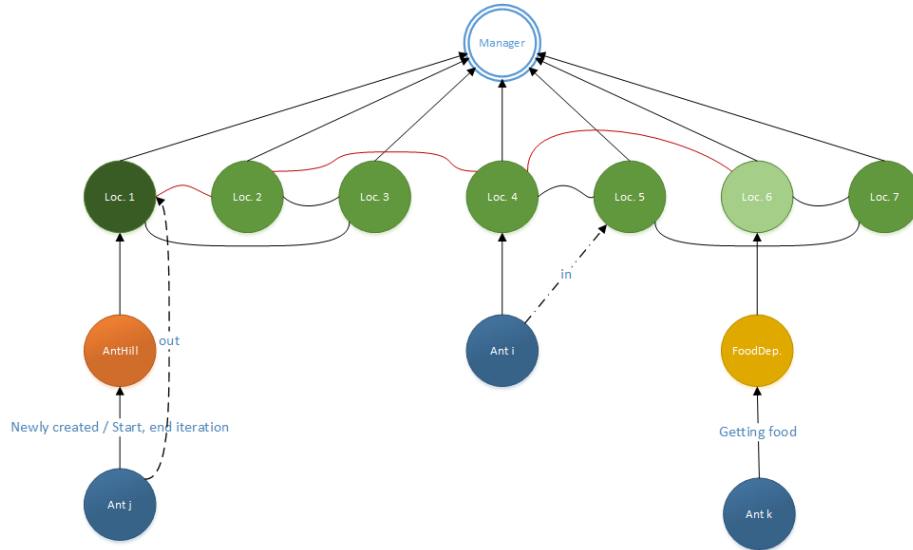 Manager
Loc. 1
Loc. 2
Loc. 3
Loc. 4
Loc. 5
Loc. 6
Loc. 7
in
AntHill
out
Ant i
FoodDep.
Newly created / Start, end iteration
Getting food
Ant j
Ant k